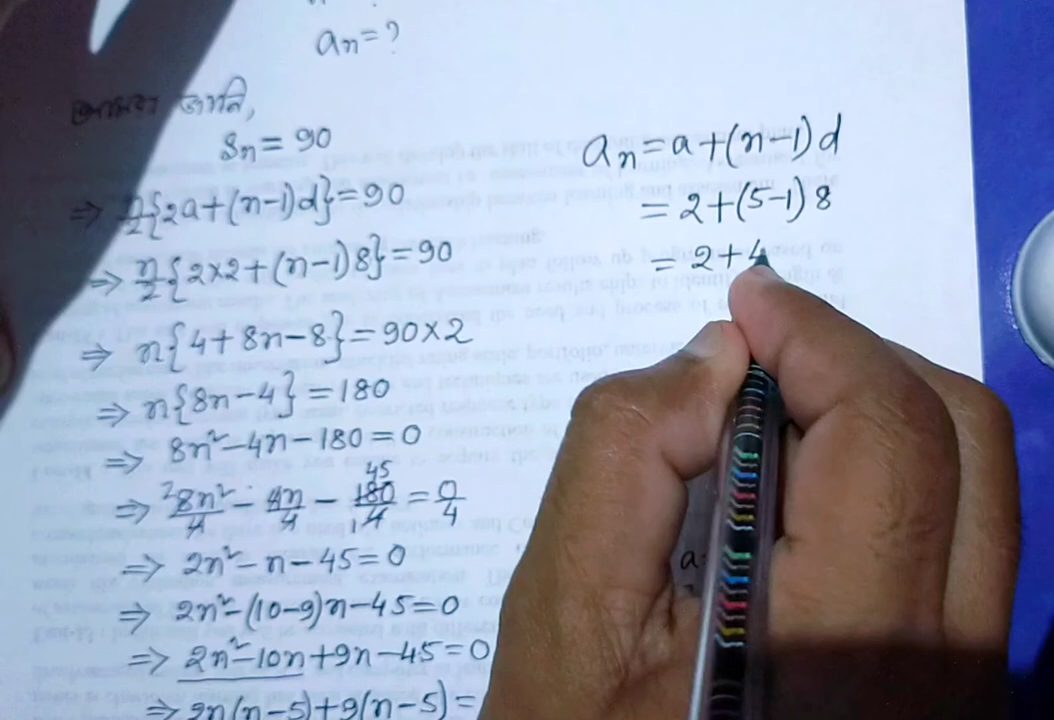 aₙ = ?
আমরা জানি,
Sₙ = 90
⇒ n/2{2a+(n-1)d}=90
⇒ n/2{2×2+(n-1)8}=90
⇒ n{4+8n-8}=90×2
⇒ n{8n-4}=180
⇒ 8n²-4n-180=0
⇒ 8n²/4 - 4n/4 - 180/4 = 0/4
2 45 1
⇒ 2n²-n-45=0
⇒ 2n²-(10-9)n-45=0
⇒ 2n²-10n+9n-45=0
⇒ 2n(n-5)+9(n-5)=
aₙ=a+(n-1)d
= 2+(5-1)8
= 2+4
a